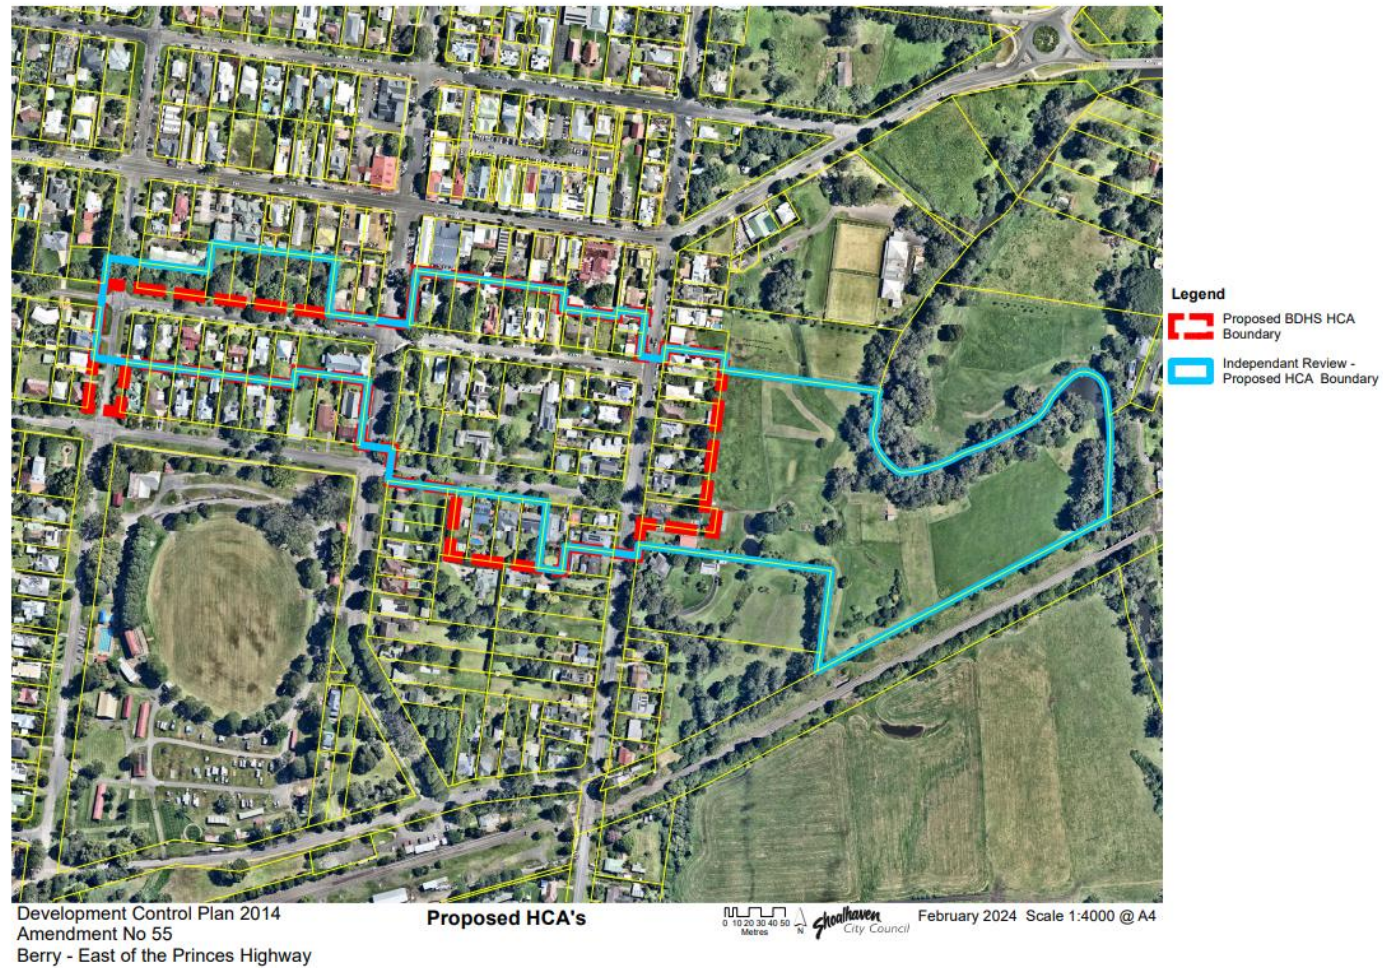 Legend
Proposed BDHS HCA
Boundary
Independant Review -
Proposed HCA Boundary
Development Control Plan 2014
Amendment No 55
Berry - East of the Princes Highway
Proposed HCA's
0 10 20 30 40 50
Metres
N
Shoalhaven
City Council
February 2024 Scale 1:4000 @ A4